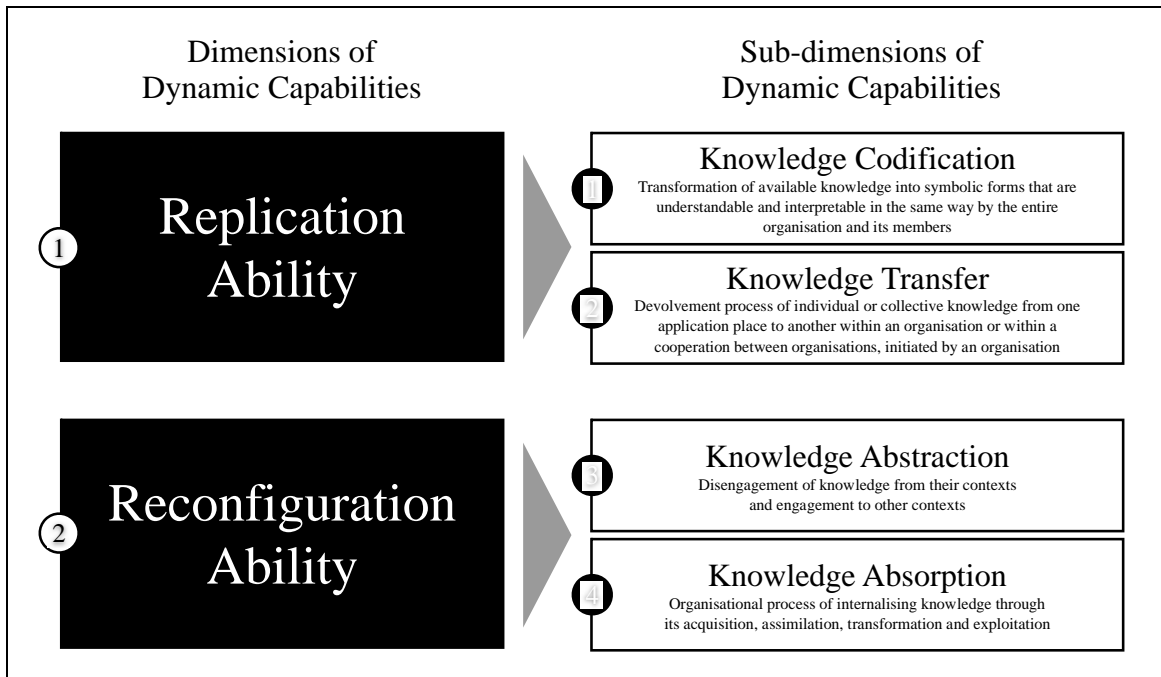 Dimensions of
Dynamic Capabilities
Sub-dimensions of
Dynamic Capabilities
1
Replication
Ability
1
Knowledge Codification
Transformation of available knowledge into symbolic forms that are
understandable and interpretable in the same way by the entire
organisation and its members
2
Knowledge Transfer
Devolvement process of individual or collective knowledge from one
application place to another within an organisation or within a
cooperation between organisations, initiated by an organisation
2
Reconfiguration
Ability
3
Knowledge Abstraction
Disengagement of knowledge from their contexts
and engagement to other contexts
4
Knowledge Absorption
Organisational process of internalising knowledge through
its acquisition, assimilation, transformation and exploitation